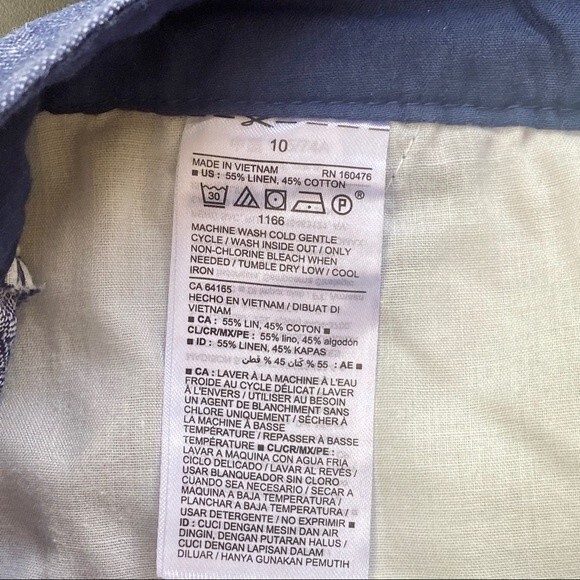 10
MADE IN VIETNAM RN 160476
■ US : 55% LINEN, 45% COTTON
30 P ®
1166
MACHINE WASH COLD GENTLE
CYCLE / WASH INSIDE OUT / ONLY
NON-CHLORINE BLEACH WHEN
NEEDED / TUMBLE DRY LOW / COOL
IRON
CA 64165
HECHO EN VIETNAM / DIBUAT DI
VIETNAM
■ CA : 55% LIN, 45% COTON ■
CL/CR/MX/PE : 55% lino, 45% algodón
■ ID : 55% LINEN, 45% KAPAS
■ AE : 55 % كتان 45 % قطن
■ CA : LAVER À LA MACHINE À L'EAU
FROIDE AU CYCLE DÉLICAT / LAVER
À L'ENVERS / UTILISER AU BESOIN
UN AGENT DE BLANCHIMENT SANS
CHLORE UNIQUEMENT / SÉCHER À
LA MACHINE À BASSE
TEMPÉRATURE / REPASSER À BASSE
TEMPÉRATURE ■ CL/CR/MX/PE :
LAVAR A MAQUINA CON AGUA FRIA
CICLO DELICADO / LAVAR AL REVÉS /
USAR BLANQUEADOR SIN CLORO
CUANDO SEA NECESARIO / SECAR A
MAQUINA A BAJA TEMPERATURA /
PLANCHAR A BAJA TEMPERATURA /
USAR DETERGENTE / NO EXPRIMIR ■
ID : CUCI DENGAN MESIN DAN AIR
DINGIN, DENGAN PUTARAN HALUS /
CUCI DENGAN LAPISAN DALAM
DILUAR / HANYA GUNAKAN PEMUTIH